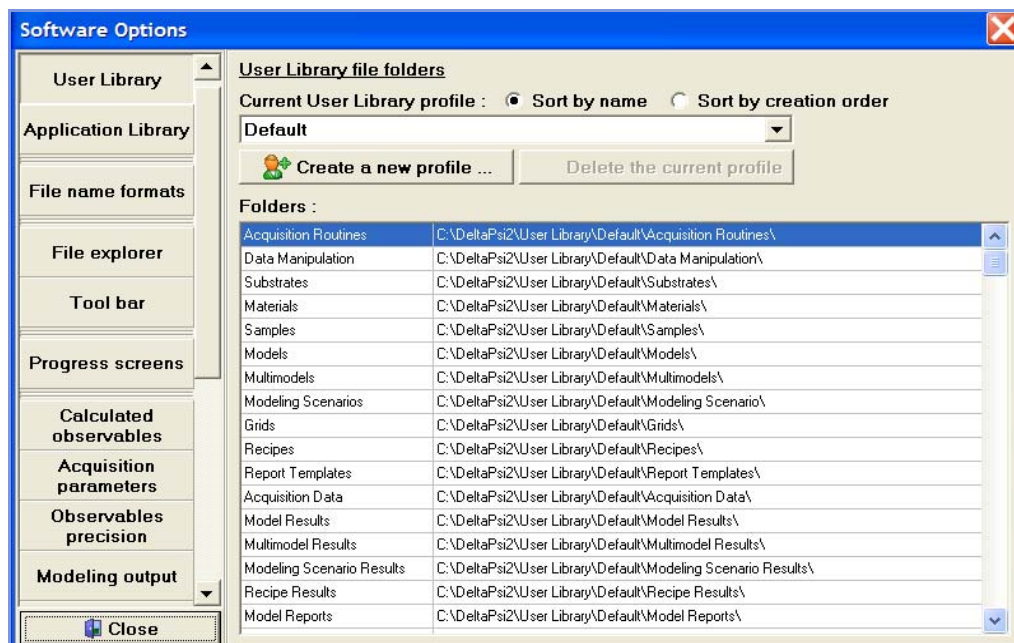 Software Options
User Library
Application Library
File name formats
File explorer
Tool bar
Progress screens
Calculated
observables
Acquisition
parameters
Observables
precision
Modeling output
Close
User Library file folders
Current User Library profile : Sort by name Sort by creation order
Default
Create a new profile ... Delete the current profile
Folders :
Acquisition Routines C:\DeltaPsi2\User Library\Default\Acquisition Routines\
Data Manipulation C:\DeltaPsi2\User Library\Default\Data Manipulation\
Substrates C:\DeltaPsi2\User Library\Default\Substrates\
Materials C:\DeltaPsi2\User Library\Default\Materials\
Samples C:\DeltaPsi2\User Library\Default\Samples\
Models C:\DeltaPsi2\User Library\Default\Models\
Multimodels C:\DeltaPsi2\User Library\Default\Multimodels\
Modeling Scenarios C:\DeltaPsi2\User Library\Default\Modeling Scenario\
Grids C:\DeltaPsi2\User Library\Default\Grids\
Recipes C:\DeltaPsi2\User Library\Default\Recipes\
Report Templates C:\DeltaPsi2\User Library\Default\Report Templates\
Acquisition Data C:\DeltaPsi2\User Library\Default\Acquisition Data\
Model Results C:\DeltaPsi2\User Library\Default\Model Results\
Multimodel Results C:\DeltaPsi2\User Library\Default\Multimodel Results\
Modeling Scenario Results C:\DeltaPsi2\User Library\Default\Modeling Scenario Results\
Recipe Results C:\DeltaPsi2\User Library\Default\Recipe Results\
Model Reports C:\DeltaPsi2\User Library\Default\Model Reports\